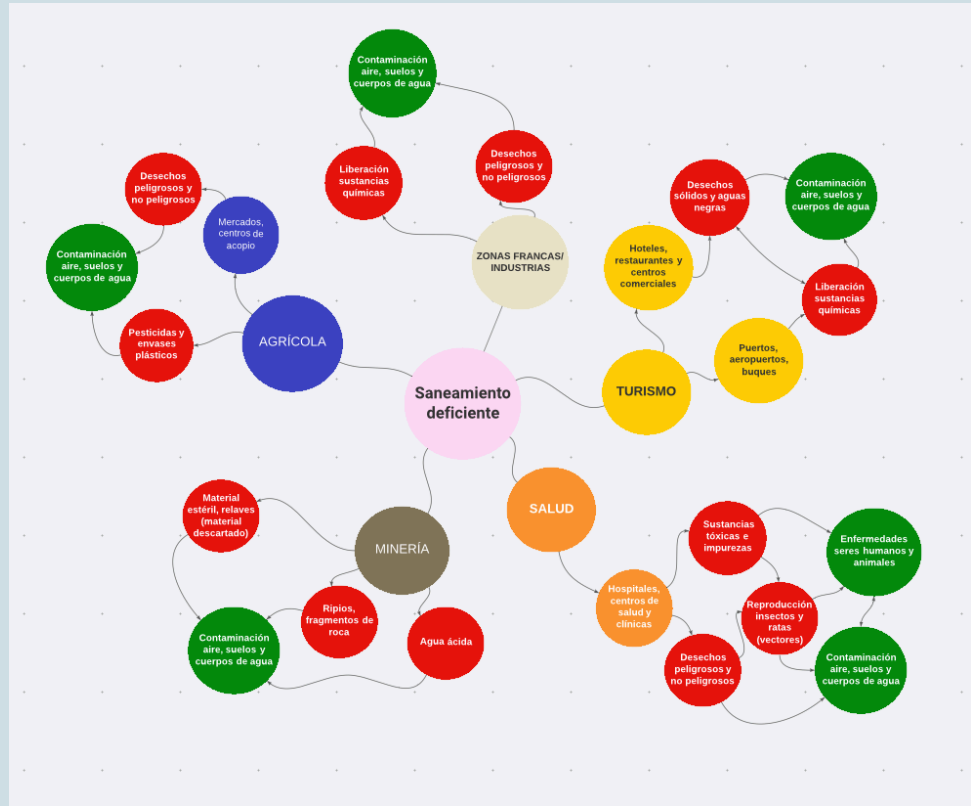 Contaminación
aire, suelos y
cuerpos de agua
Liberación
sustancias
químicas
Desechos
peligrosos y
no peligrosos
ZONAS FRANCAS/
INDUSTRIAS
Desechos
peligrosos y
no peligrosos
Mercados,
centros de
acopio
Contaminación
aire, suelos y
cuerpos de agua
Pesticidas y
envases
plásticos
AGRÍCOLA
Desechos
sólidos y aguas
negras
Contaminación
aire, suelos y
cuerpos de agua
Hoteles,
restaurantes y
centros
comerciales
Liberación
sustancias
químicas
Puertos,
aeropuertos,
buques
TURISMO
Saneamiento
deficiente
Material
estéril, relaves
(material
descartado)
MINERÍA
Ripios,
fragmentos de
roca
Agua ácida
Contaminación
aire, suelos y
cuerpos de agua
SALUD
Hospitales,
centros de
salud y
clínicas
Sustancias
tóxicas e
impurezas
Enfermedades
seres humanos y
animales
Reproducción
insectos y
ratas
(vectores)
Desechos
peligrosos y
no peligrosos
Contaminación
aire, suelos y
cuerpos de agua